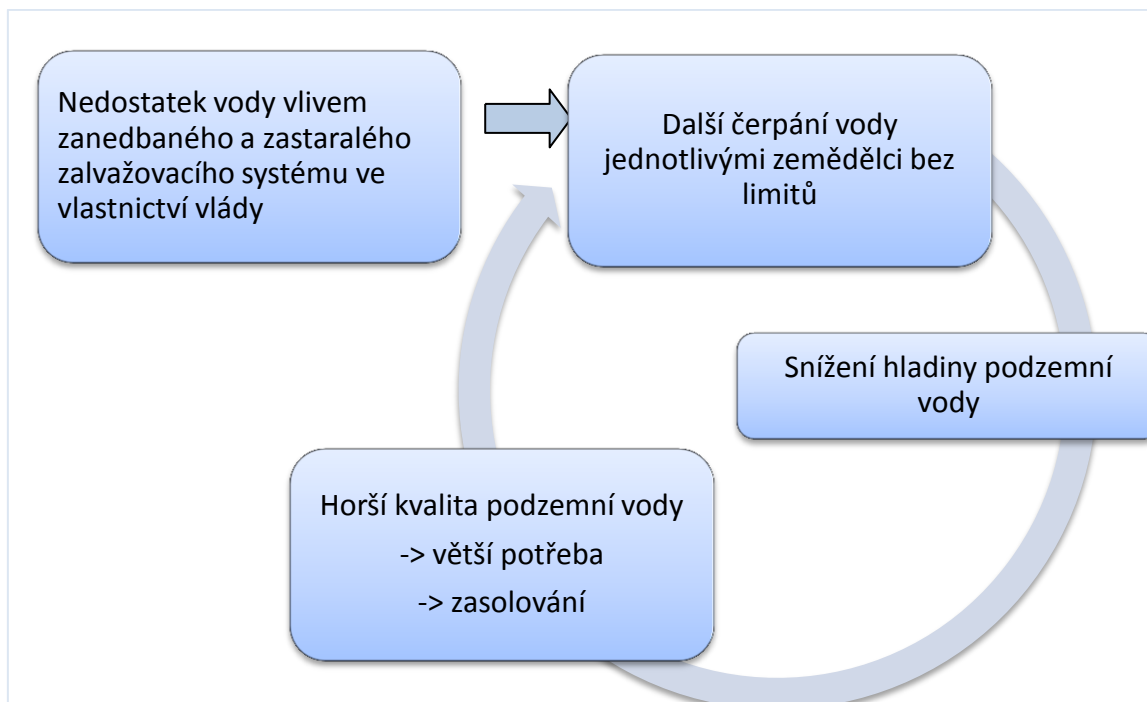 Nedostatek vody vlivem
zanedbaného a zastaralého
zalvažovacího systému ve
vlastnictví vlády
Další čerpání vody
jednotlivými zemědělci bez
limitů
Snížení hladiny podzemní
vody
Horší kvalita podzemní vody
-> větší potřeba
-> zasolování